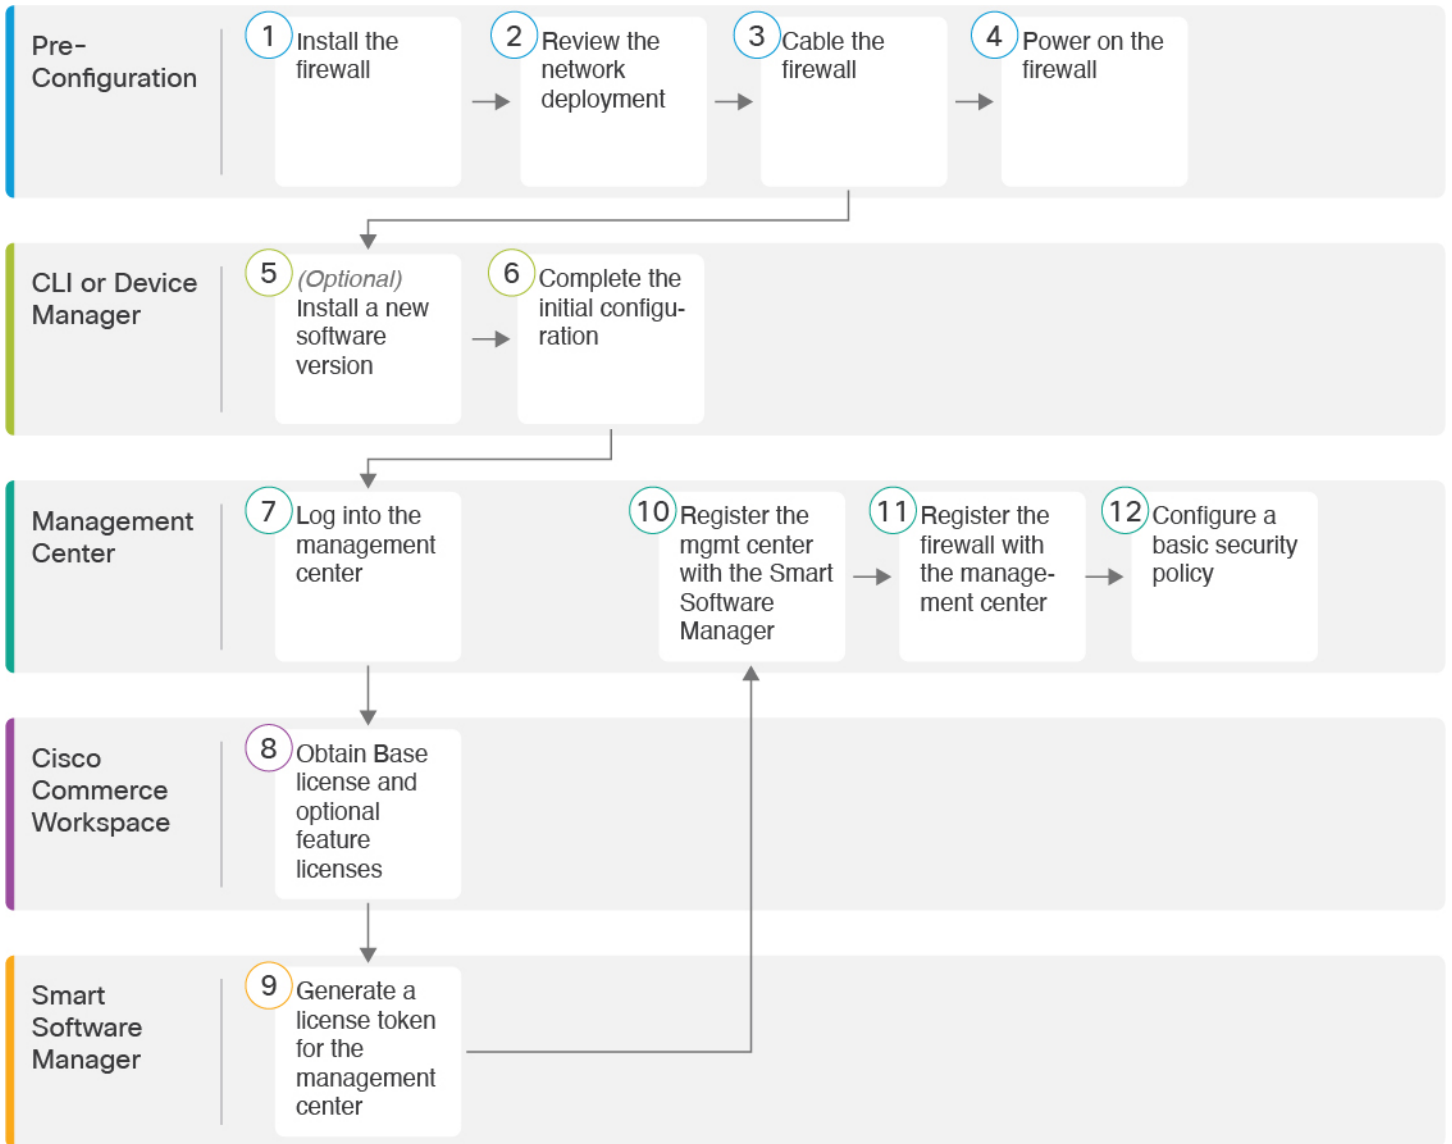 Pre-
Configuration
1
Install the
firewall
2
Review the
network
deployment
3
Cable the
firewall
4
Power on the
firewall
CLI or Device
Manager
5
(Optional)
Install a new
software
version
6
Complete the
initial configu-
ration
Management
Center
7
Log into the
management
center
10
Register the
mgmt center
with the Smart
Software
Manager
11
Register the
firewall with
the manage-
ment center
12
Configure a
basic security
policy
Cisco
Commerce
Workspace
8
Obtain Base
license and
optional
feature
licenses
Smart
Software
Manager
9
Generate a
license token
for the
management
center